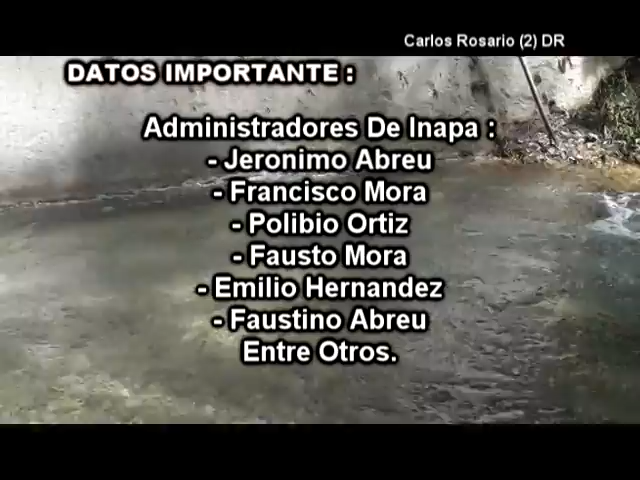 Carlos Rosario (2) DR
DATOS IMPORTANTE :
Administradores De Inapa :
- Jeronimo Abreu
- Francisco Mora
- Polibio Ortiz
- Fausto Mora
- Emilio Hernandez
- Faustino Abreu
Entre Otros.